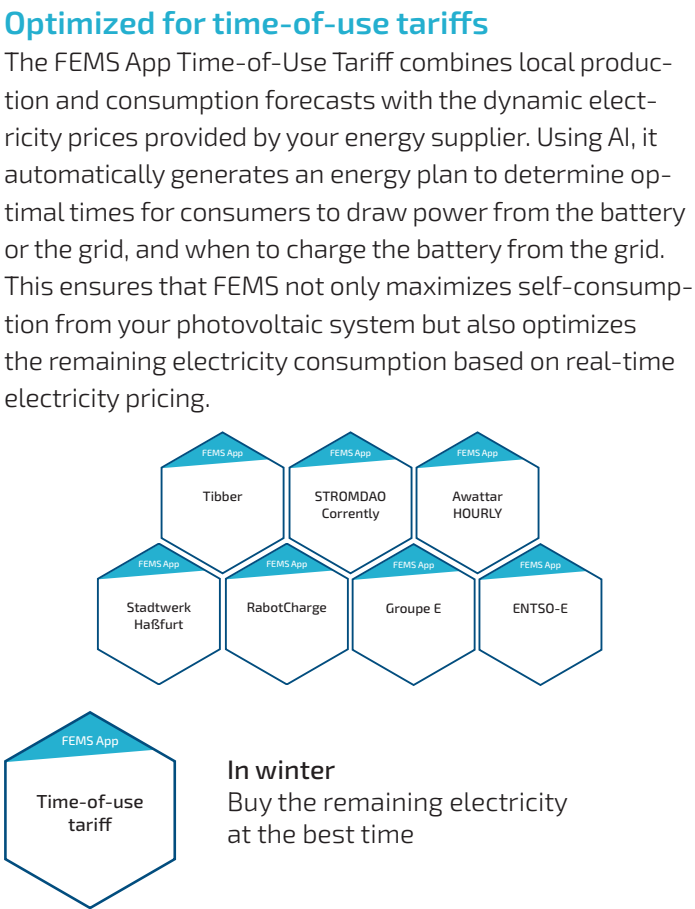 Optimized for time-of-use tariffs
The FEMS App Time-of-Use Tariff combines local produc-
tion and consumption forecasts with the dynamic elect-
ricity prices provided by your energy supplier. Using AI, it
automatically generates an energy plan to determine op-
timal times for consumers to draw power from the battery
or the grid, and when to charge the battery from the grid.
This ensures that FEMS not only maximizes self-consump-
tion from your photovoltaic system but also optimizes
the remaining electricity consumption based on real-time
electricity pricing.
FEMS App
Tibber
FEMS App
STROMDAO
Corrently
FEMS App
Awattar
HOURLY
FEMS App
Stadtwerk
Haßfurt
FEMS App
RabotCharge
FEMS App
Groupe E
FEMS App
ENTSO-E
FEMS App
Time-of-use
tariff
In winter
Buy the remaining electricity
at the best time